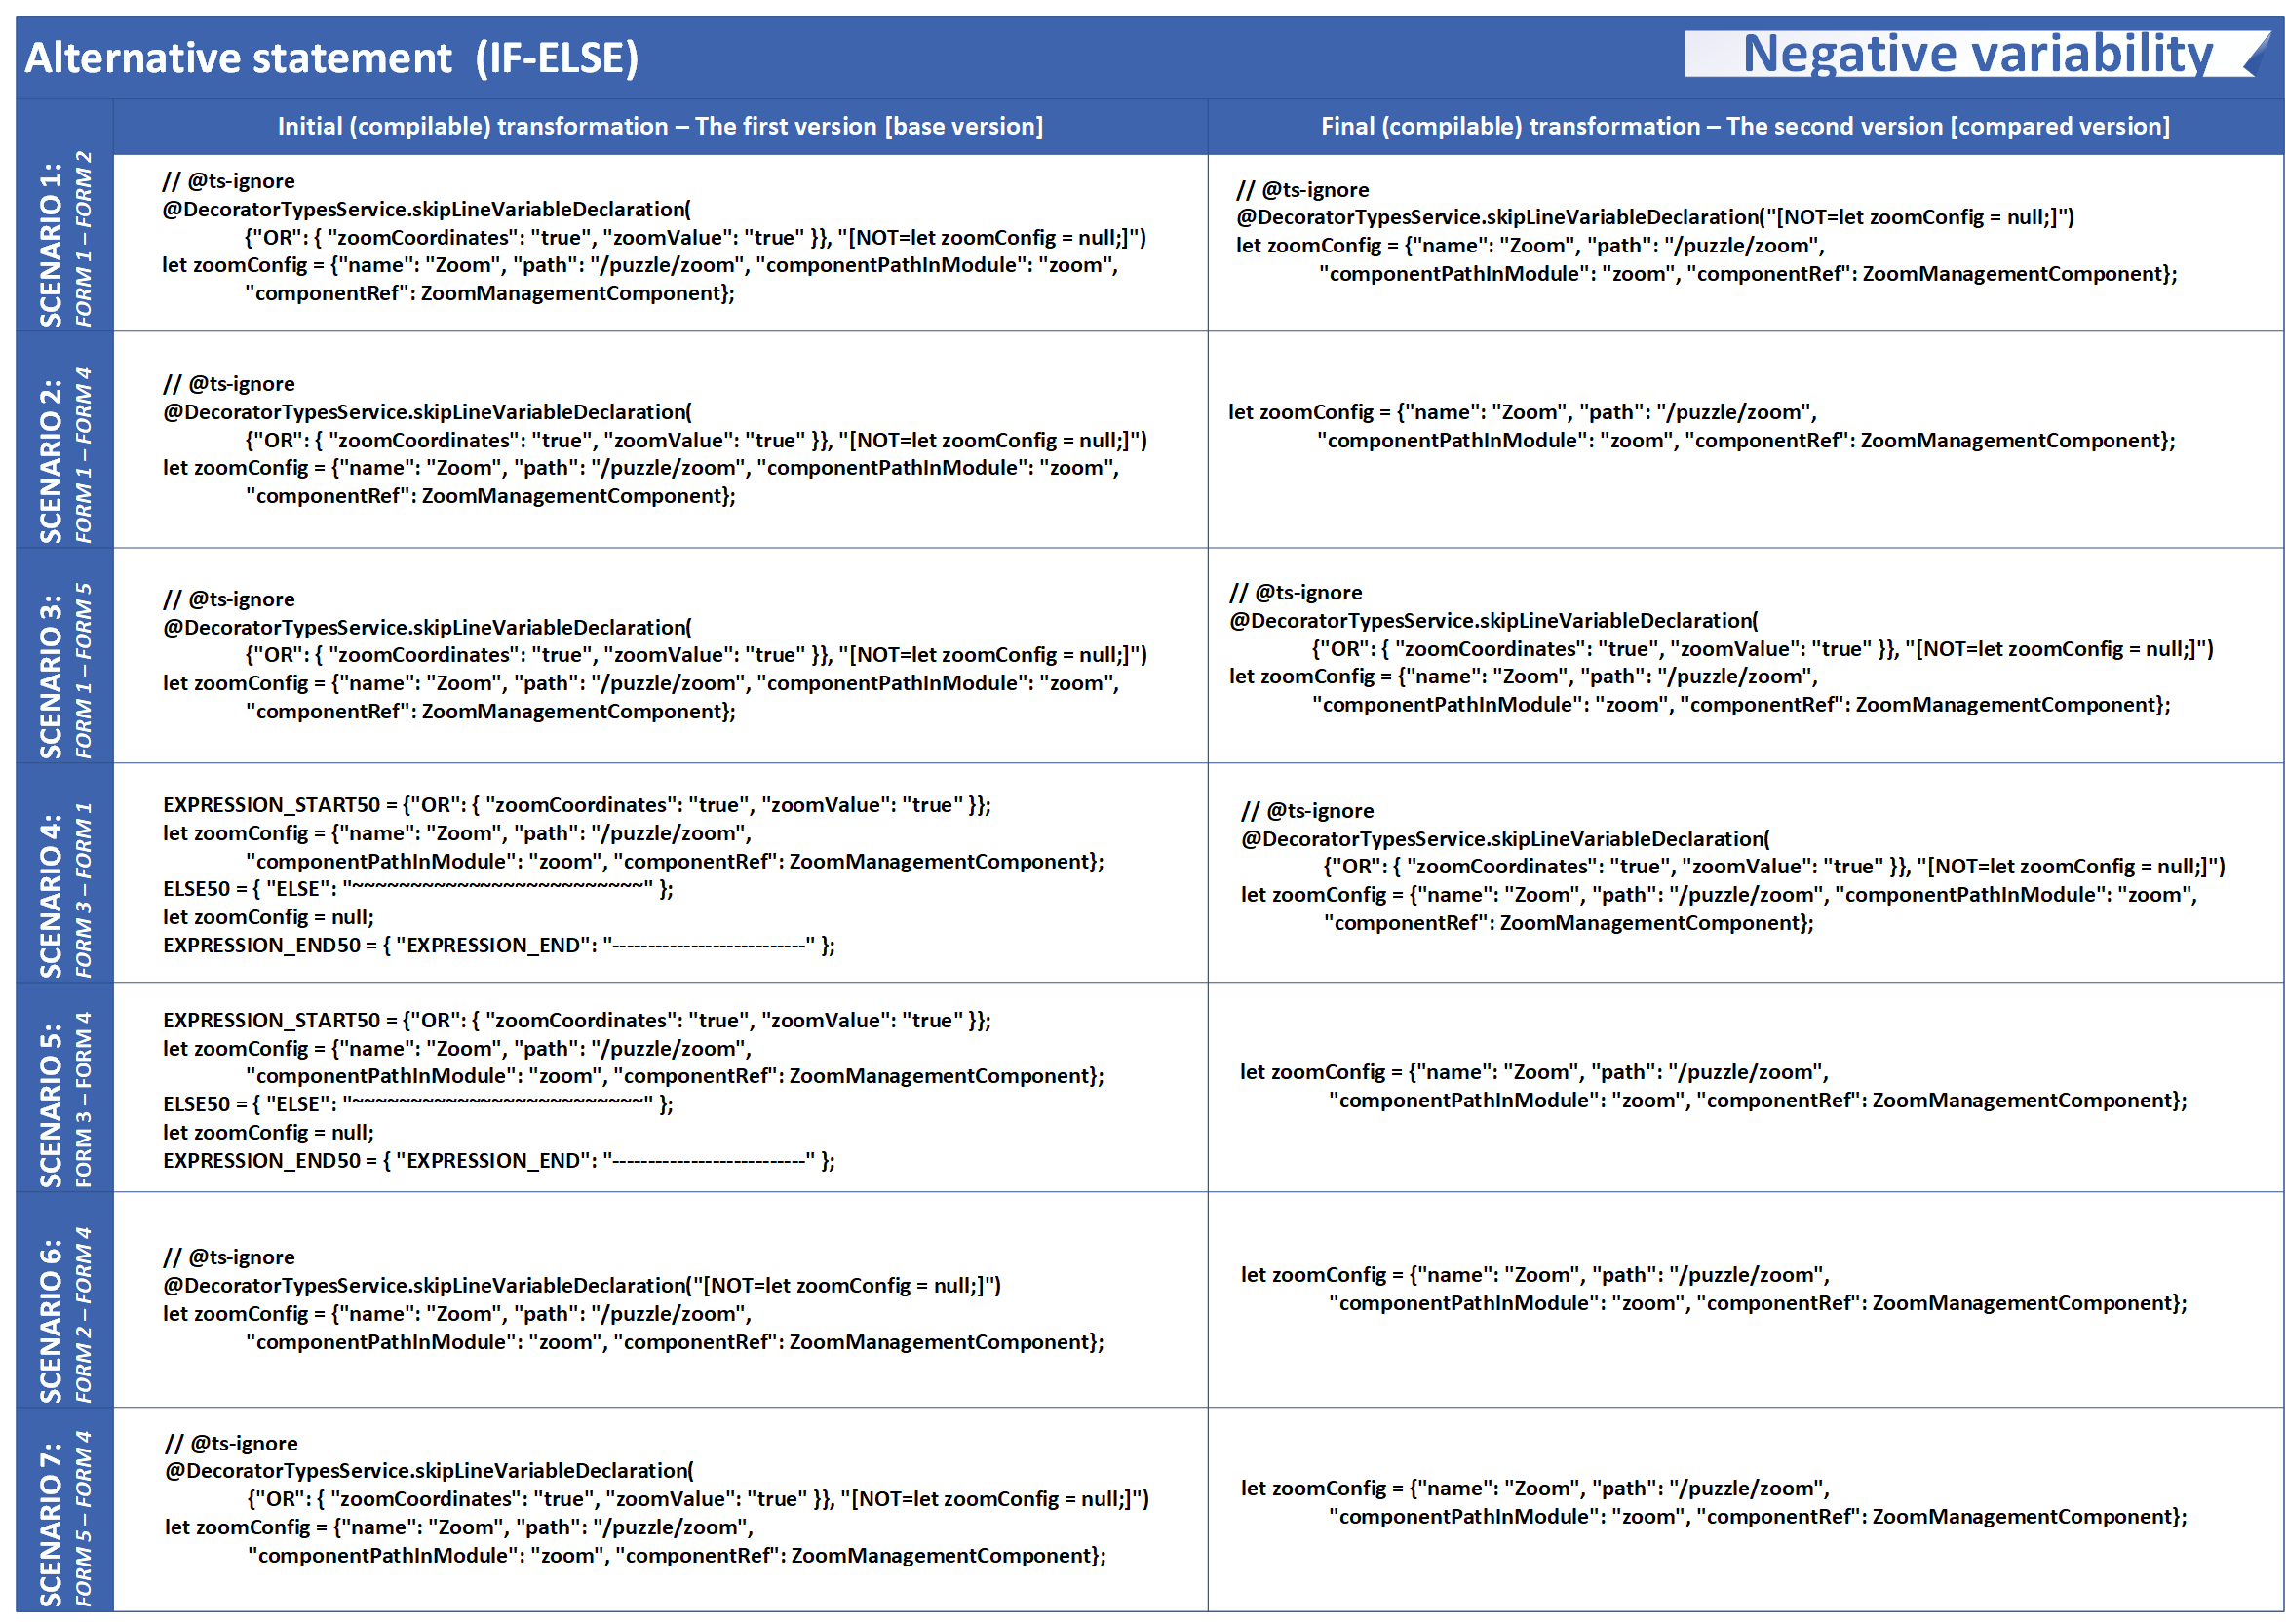 Alternative statement  (IF-ELSE)
Negative variability
Initial (compilable) transformation – The first version [base version]
Final (compilable) transformation – The second version [compared version]
SCENARIO 1:
FORM 1 – FORM 2
// @ts-ignore
@DecoratorTypesService.skipLineVariableDeclaration(
{"OR": { "zoomCoordinates": "true", "zoomValue": "true" }}, "[NOT=let zoomConfig = null;]")
let zoomConfig = {"name": "Zoom", "path": "/puzzle/zoom", "componentPathInModule": "zoom",
"componentRef": ZoomManagementComponent};
// @ts-ignore
@DecoratorTypesService.skipLineVariableDeclaration("[NOT=let zoomConfig = null;]")
let zoomConfig = {"name": "Zoom", "path": "/puzzle/zoom",
"componentPathInModule": "zoom", "componentRef": ZoomManagementComponent};
SCENARIO 2:
FORM 1 – FORM 4
// @ts-ignore
@DecoratorTypesService.skipLineVariableDeclaration(
{"OR": { "zoomCoordinates": "true", "zoomValue": "true" }}, "[NOT=let zoomConfig = null;]")
let zoomConfig = {"name": "Zoom", "path": "/puzzle/zoom", "componentPathInModule": "zoom",
"componentRef": ZoomManagementComponent};
let zoomConfig = {"name": "Zoom", "path": "/puzzle/zoom",
"componentPathInModule": "zoom", "componentRef": ZoomManagementComponent};
SCENARIO 3:
FORM 1 – FORM 5
// @ts-ignore
@DecoratorTypesService.skipLineVariableDeclaration(
{"OR": { "zoomCoordinates": "true", "zoomValue": "true" }}, "[NOT=let zoomConfig = null;]")
let zoomConfig = {"name": "Zoom", "path": "/puzzle/zoom", "componentPathInModule": "zoom",
"componentRef": ZoomManagementComponent};
// @ts-ignore
@DecoratorTypesService.skipLineVariableDeclaration(
{"OR": { "zoomCoordinates": "true", "zoomValue": "true" }}, "[NOT=let zoomConfig = null;]")
let zoomConfig = {"name": "Zoom", "path": "/puzzle/zoom",
"componentPathInModule": "zoom", "componentRef": ZoomManagementComponent};
SCENARIO 4:
FORM 3 – FORM 1
EXPRESSION_START50 = {"OR": { "zoomCoordinates": "true", "zoomValue": "true" }};
let zoomConfig = {"name": "Zoom", "path": "/puzzle/zoom",
"componentPathInModule": "zoom", "componentRef": ZoomManagementComponent};
ELSE50 = { "ELSE": "~~~~~~~~~~~~~~~~~~~~~~~~~" };
let zoomConfig = null;
EXPRESSION_END50 = { "EXPRESSION_END": "---------------------------" };
// @ts-ignore
@DecoratorTypesService.skipLineVariableDeclaration(
{"OR": { "zoomCoordinates": "true", "zoomValue": "true" }}, "[NOT=let zoomConfig = null;]")
let zoomConfig = {"name": "Zoom", "path": "/puzzle/zoom", "componentPathInModule": "zoom",
"componentRef": ZoomManagementComponent};
SCENARIO 5:
FORM 3 – FORM 4
EXPRESSION_START50 = {"OR": { "zoomCoordinates": "true", "zoomValue": "true" }};
let zoomConfig = {"name": "Zoom", "path": "/puzzle/zoom",
"componentPathInModule": "zoom", "componentRef": ZoomManagementComponent};
ELSE50 = { "ELSE": "~~~~~~~~~~~~~~~~~~~~~~~~~" };
let zoomConfig = null;
EXPRESSION_END50 = { "EXPRESSION_END": "---------------------------" };
let zoomConfig = {"name": "Zoom", "path": "/puzzle/zoom",
"componentPathInModule": "zoom", "componentRef": ZoomManagementComponent};
SCENARIO 6:
FORM 2 – FORM 4
// @ts-ignore
@DecoratorTypesService.skipLineVariableDeclaration("[NOT=let zoomConfig = null;]")
let zoomConfig = {"name": "Zoom", "path": "/puzzle/zoom",
"componentPathInModule": "zoom", "componentRef": ZoomManagementComponent};
let zoomConfig = {"name": "Zoom", "path": "/puzzle/zoom",
"componentPathInModule": "zoom", "componentRef": ZoomManagementComponent};
SCENARIO 7:
FORM 5 – FORM 4
// @ts-ignore
@DecoratorTypesService.skipLineVariableDeclaration(
{"OR": { "zoomCoordinates": "true", "zoomValue": "true" }}, "[NOT=let zoomConfig = null;]")
let zoomConfig = {"name": "Zoom", "path": "/puzzle/zoom",
"componentPathInModule": "zoom", "componentRef": ZoomManagementComponent};
let zoomConfig = {"name": "Zoom", "path": "/puzzle/zoom",
"componentPathInModule": "zoom", "componentRef": ZoomManagementComponent};